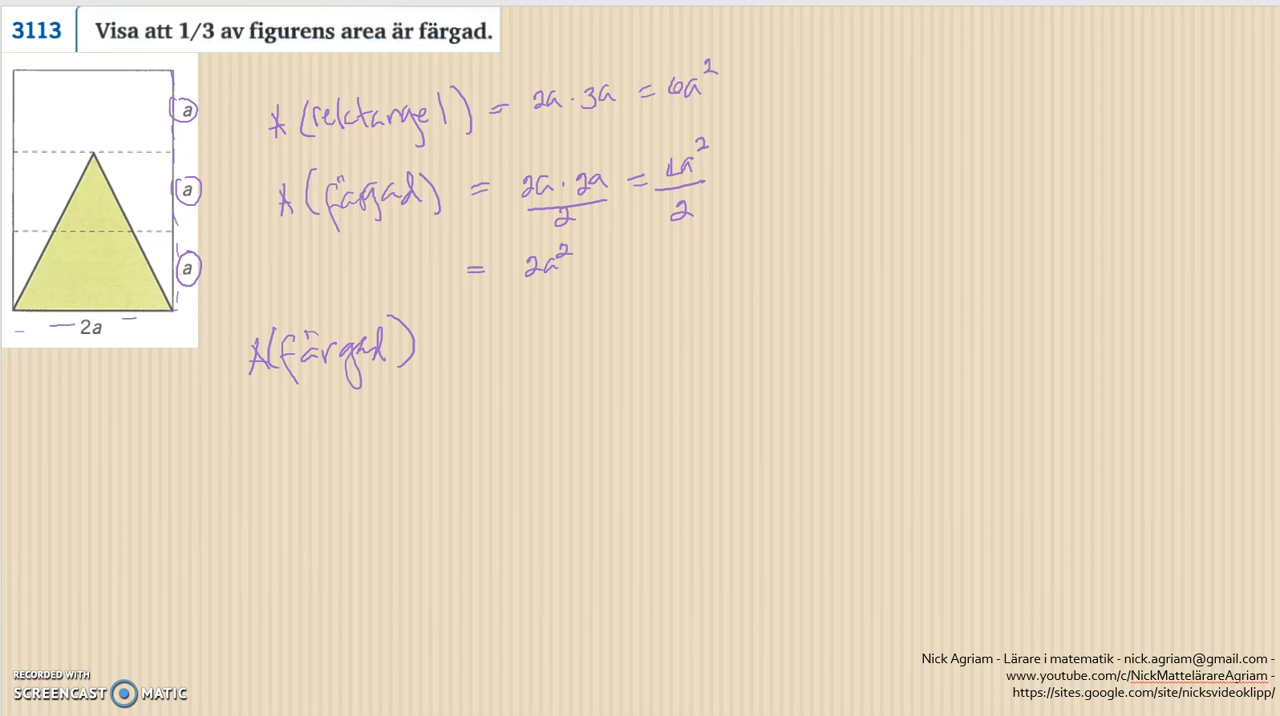 3113 Visa att 1/3 av figurens area är färgad.
a
a
a
2a
A (rektangel) = 2a · 3a = 6a²
A (färgad) = 2a · 2a / 2 = 4a² / 2
= 2a²
A(färgad)
Nick Agriam - Lärare i matematik - nick.agriam@gmail.com -
www.youtube.com/c/NickMattelärareAgriam -
https://sites.google.com/site/nicksvideoklipp/
RECORDED WITH
SCREENCAST MATIC